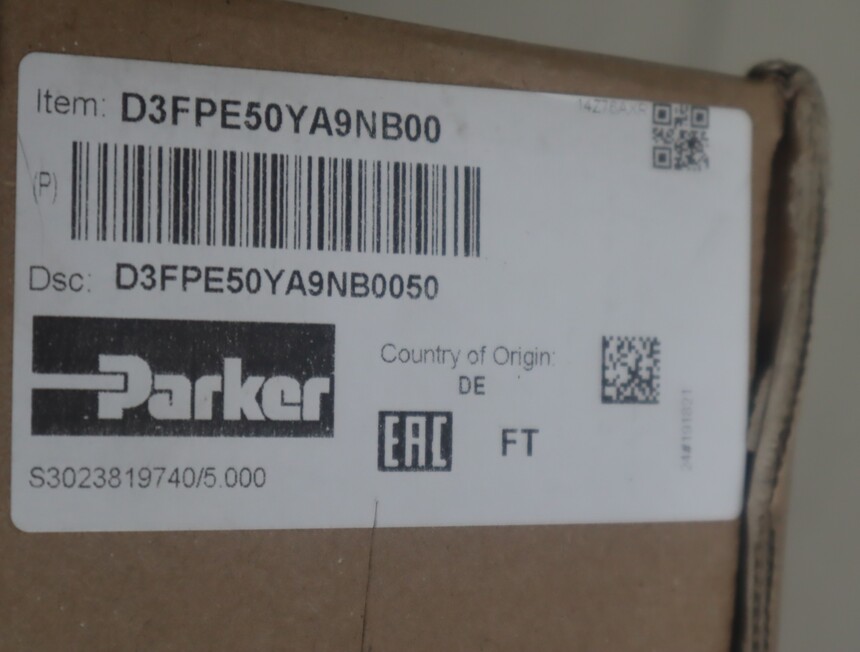 Item: D3FPE50YA9NB00
(P)
Dsc: D3FPE50YA9NB0050
Parker
Country of Origin:
DE
EAC
FT
S3023819740/5.000